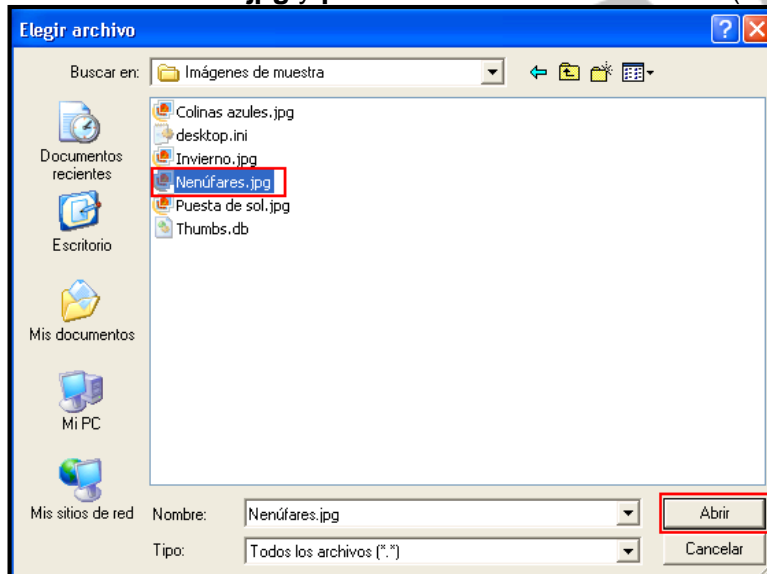 jpg y p
(
Elegir archivo
Buscar en: Imágenes de muestra
Colinas azules.jpg
desktop.ini
Invierno.jpg
Nenúfares.jpg
Puesta de sol.jpg
Thumbs.db
Documentos
recientes
Escritorio
Mis documentos
Mi PC
Mis sitios de red
Nombre: Nenúfares.jpg Abrir
Tipo: Todos los archivos (*.*) Cancelar